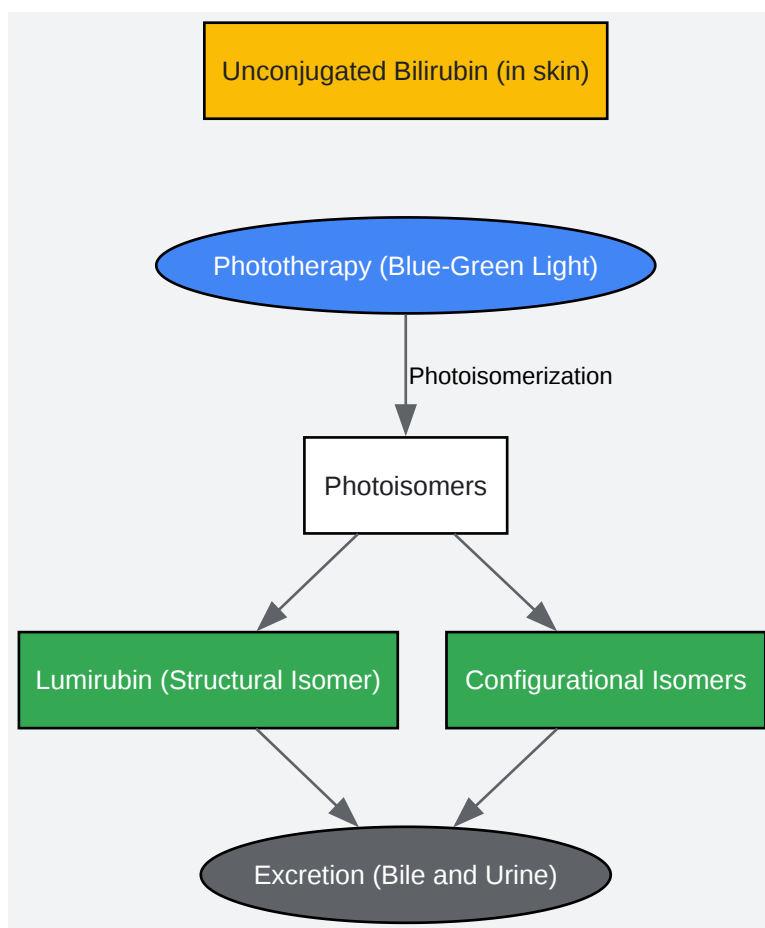 Unconjugated Bilirubin (in skin)
Phototherapy (Blue-Green Light)
Photoisomerization
Photoisomers
Lumirubin (Structural Isomer)
Configurational Isomers
Excretion (Bile and Urine)